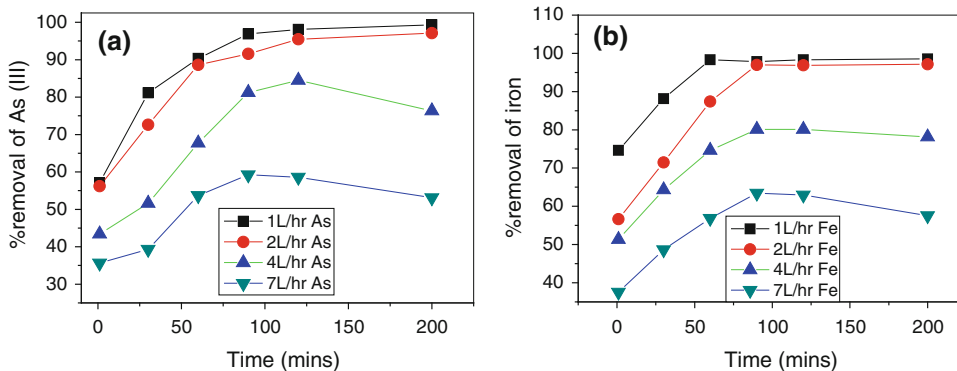 (a)
%removal of As (III)
100
90
80
70
60
50
40
30
0
50
100
150
200
Time (mins)
1L/hr As
2L/hr As
4L/hr As
7L/hr As
(b)
%removal of iron
100
90
80
70
60
50
40
0
50
100
150
200
Time (mins)
1L/hr Fe
2L/hr Fe
4L/hr Fe
7L/hr Fe